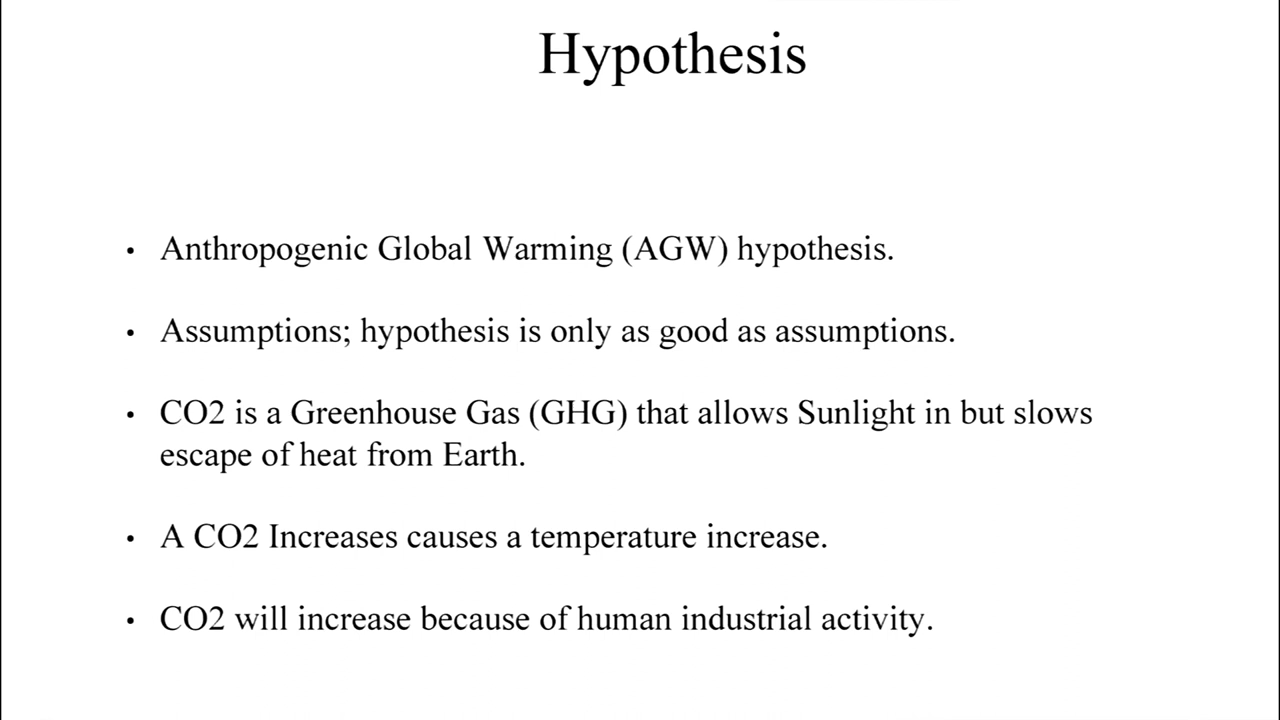 Hypothesis
• Anthropogenic Global Warming (AGW) hypothesis.
• Assumptions; hypothesis is only as good as assumptions.
• CO2 is a Greenhouse Gas (GHG) that allows Sunlight in but slows
escape of heat from Earth.
• A CO2 Increases causes a temperature increase.
• CO2 will increase because of human industrial activity.